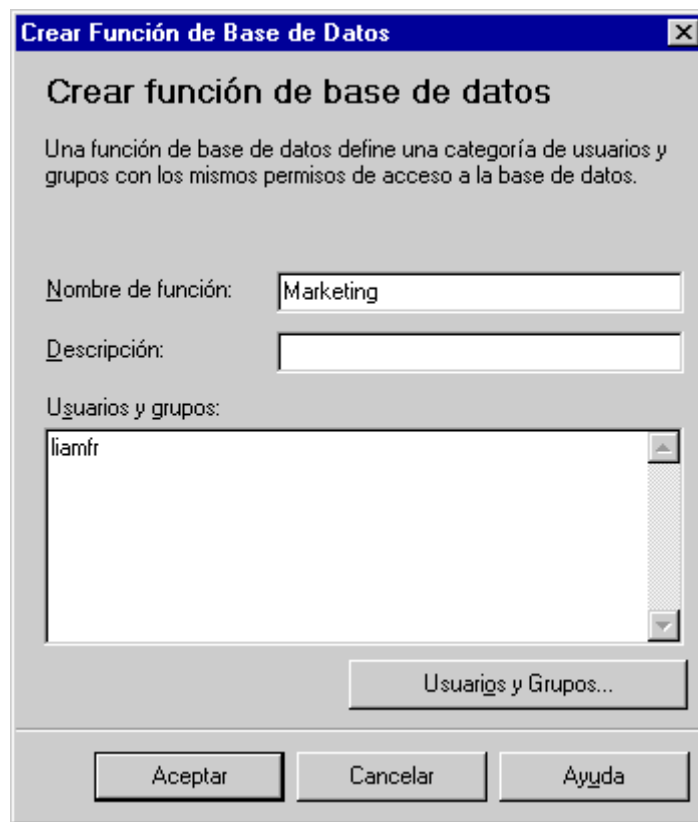 Crear Función de Base de Datos
Crear función de base de datos
Una función de base de datos define una categoría de usuarios y
grupos con los mismos permisos de acceso a la base de datos.
Nombre de función: Marketing
Descripción:
Usuarios y grupos:
liamfr
Usuarios y Grupos...
Aceptar Cancelar Ayuda